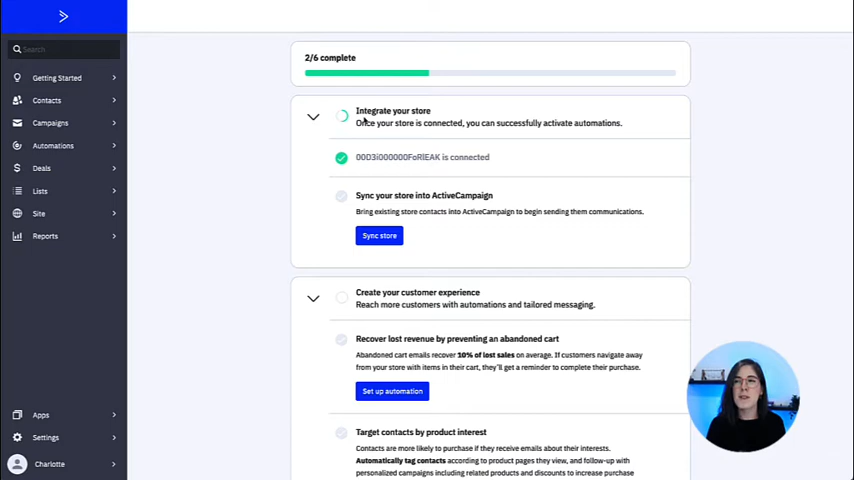 Search
Getting Started
Contacts
Campaigns
Automations
Deals
Lists
Site
Reports
Apps
Settings
Charlotte
2/6 complete
Integrate your store
Once your store is connected, you can successfully activate automations.
00D3i000000FoRlEAK is connected
Sync your store into ActiveCampaign
Bring existing store contacts into ActiveCampaign to begin sending them communications.
Sync store
Create your customer experience
Reach more customers with automations and tailored messaging.
Recover lost revenue by preventing an abandoned cart
Abandoned cart emails recover 10% of lost sales on average. If customers navigate away
from your store with items in their cart, they'll get a reminder to complete their purchase.
Set up automation
Target contacts by product interest
Contacts are more likely to purchase if they receive emails about their interests.
Automatically tag contacts according to product pages they view, and follow-up with
personalized campaigns including related products and discounts to increase purchase